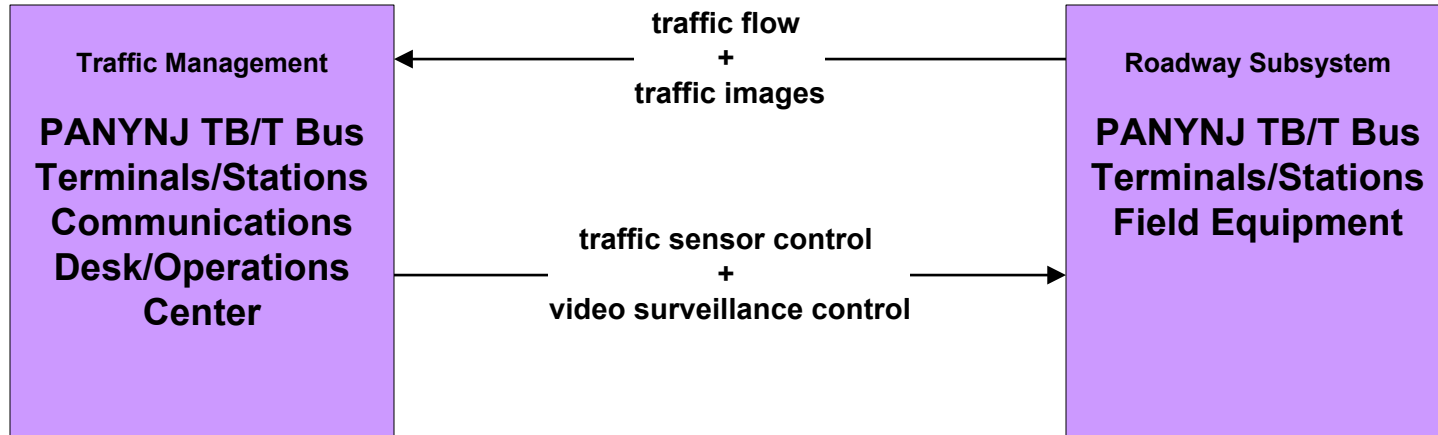 Traffic Management
PANYNJ TB/T Bus
Terminals/Stations
Communications
Desk/Operations
Center
traffic flow
+
traffic images
traffic sensor control
+
video surveillance control
Roadway Subsystem
PANYNJ TB/T Bus
Terminals/Stations
Field Equipment